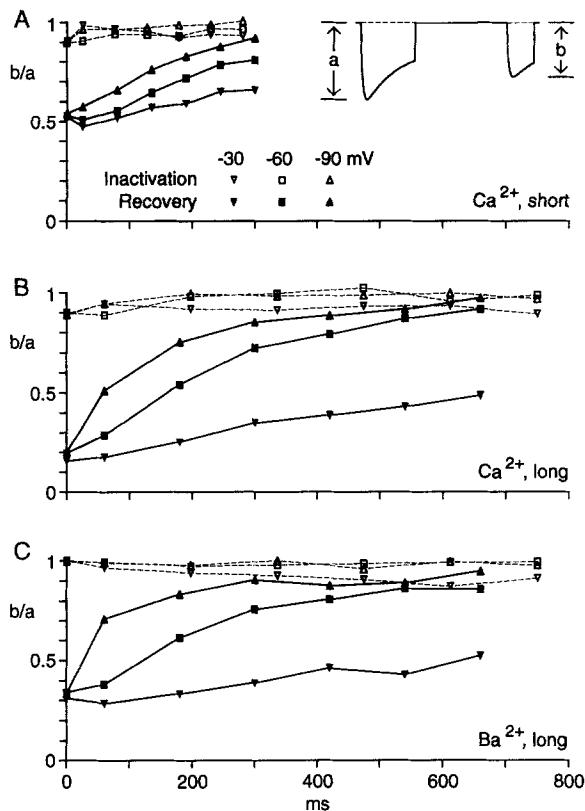 A
1
b/a
0.5
0
a
b
-30 -60 -90 mV
Inactivation
Recovery
Ca2+, short
B
1
b/a
0.5
0
Ca2+, long
C
1
b/a
0.5
0
Ba2+, long
0 200 400 600 800
ms